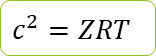 c² = ZRT